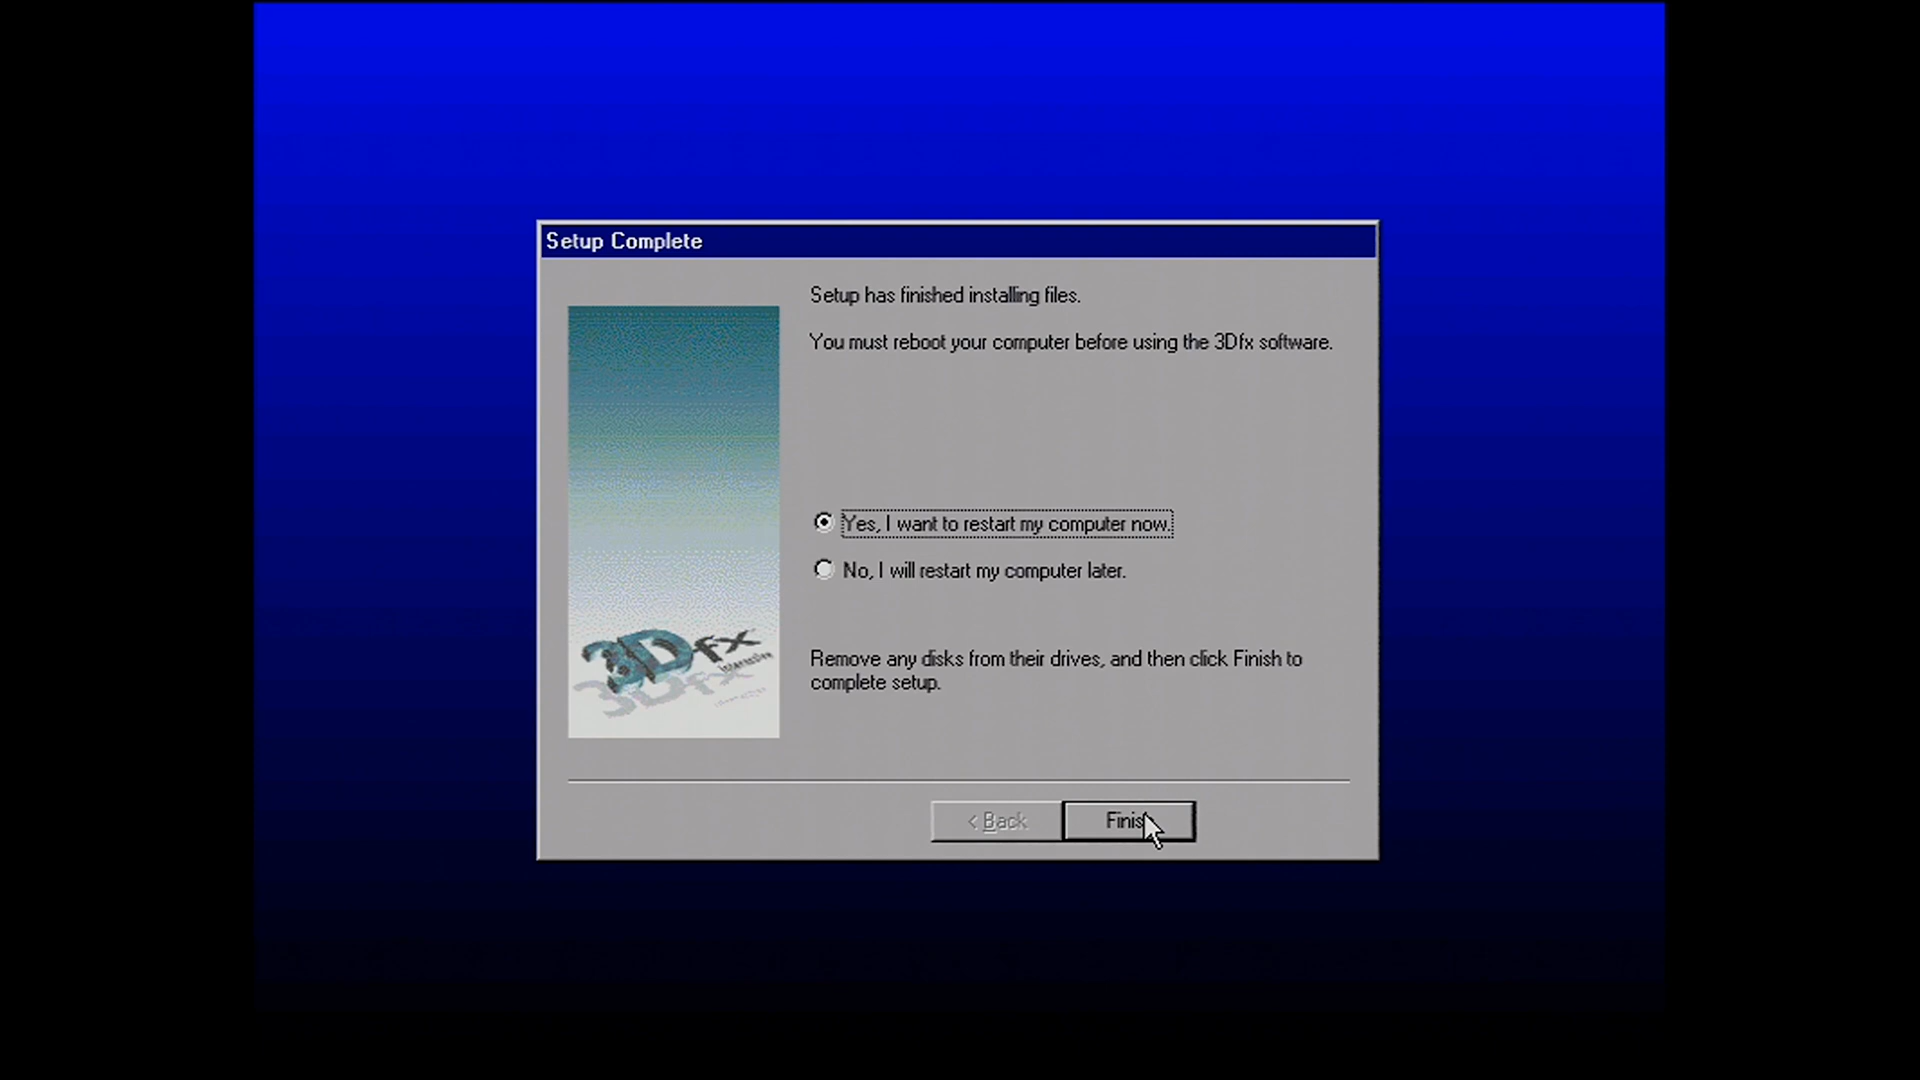 Setup Complete
Setup has finished installing files.
You must reboot your computer before using the 3Dfx software.
Yes, I want to restart my computer now.
No, I will restart my computer later.
Remove any disks from their drives, and then click Finish to
complete setup.
3Dfx
Interactive
< Back
Finish